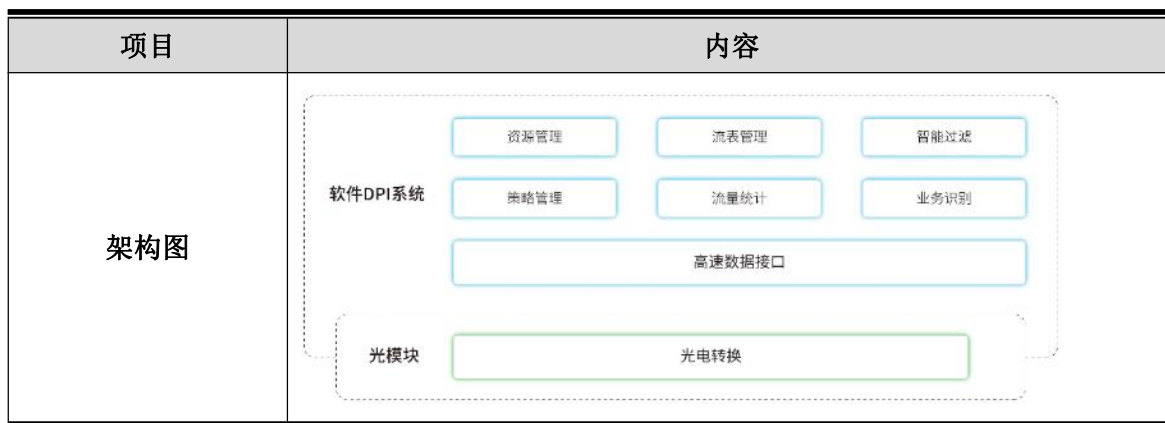 项目 内容
架构图
软件DPI系统
资源管理 流表管理 智能过滤
策略管理 流量统计 业务识别
高速数据接口
光模块 光电转换